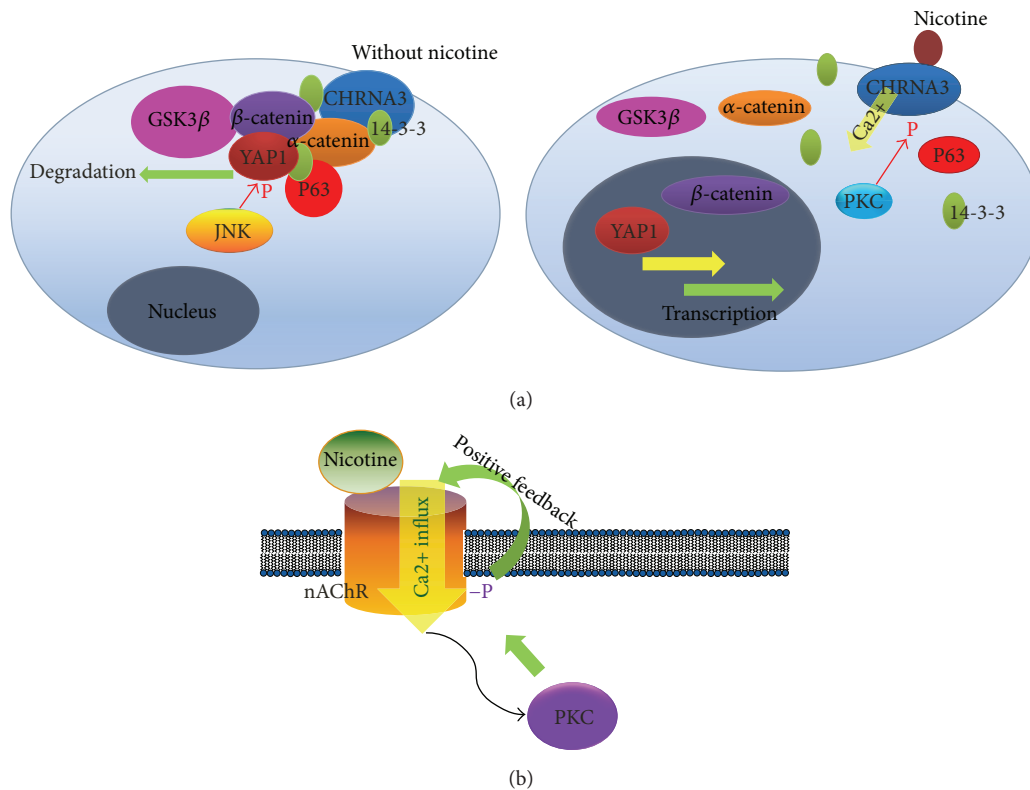 Without nicotine
CHRNA3
GSK3β
β-catenin
14-3-3
α-catenin
YAP1
Degradation
P
P63
JNK
Nucleus
Nicotine
CHRNA3
GSK3β
α-catenin
Ca2+
P
P63
PKC
β-catenin
14-3-3
YAP1
Transcription
(a)
Nicotine
Positive feedback
Ca2+ influx
nAChR
–P
PKC
(b)